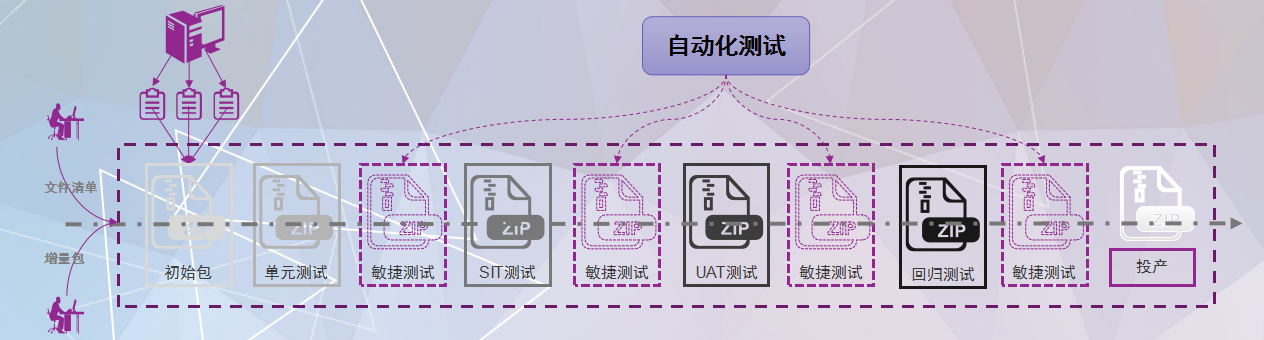 自动化测试
文件清单
增量包
ZIP
初始包
ZIP
单元测试
ZIP
敏捷测试
ZIP
SIT测试
ZIP
敏捷测试
ZIP
UAT测试
ZIP
敏捷测试
ZIP
回归测试
ZIP
敏捷测试
ZIP
投产